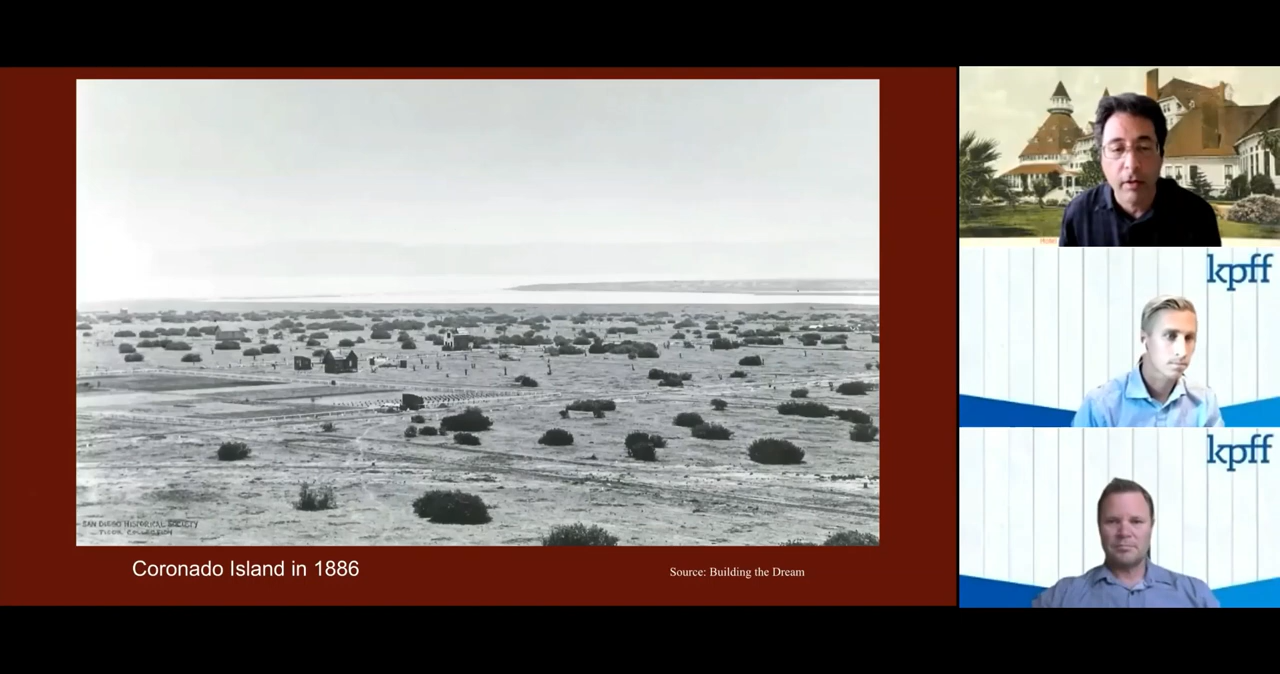 SAN DIEGO HISTORICAL SOCIETY
Coronado Island in 1886
Source: Building the Dream
kpff
kpff